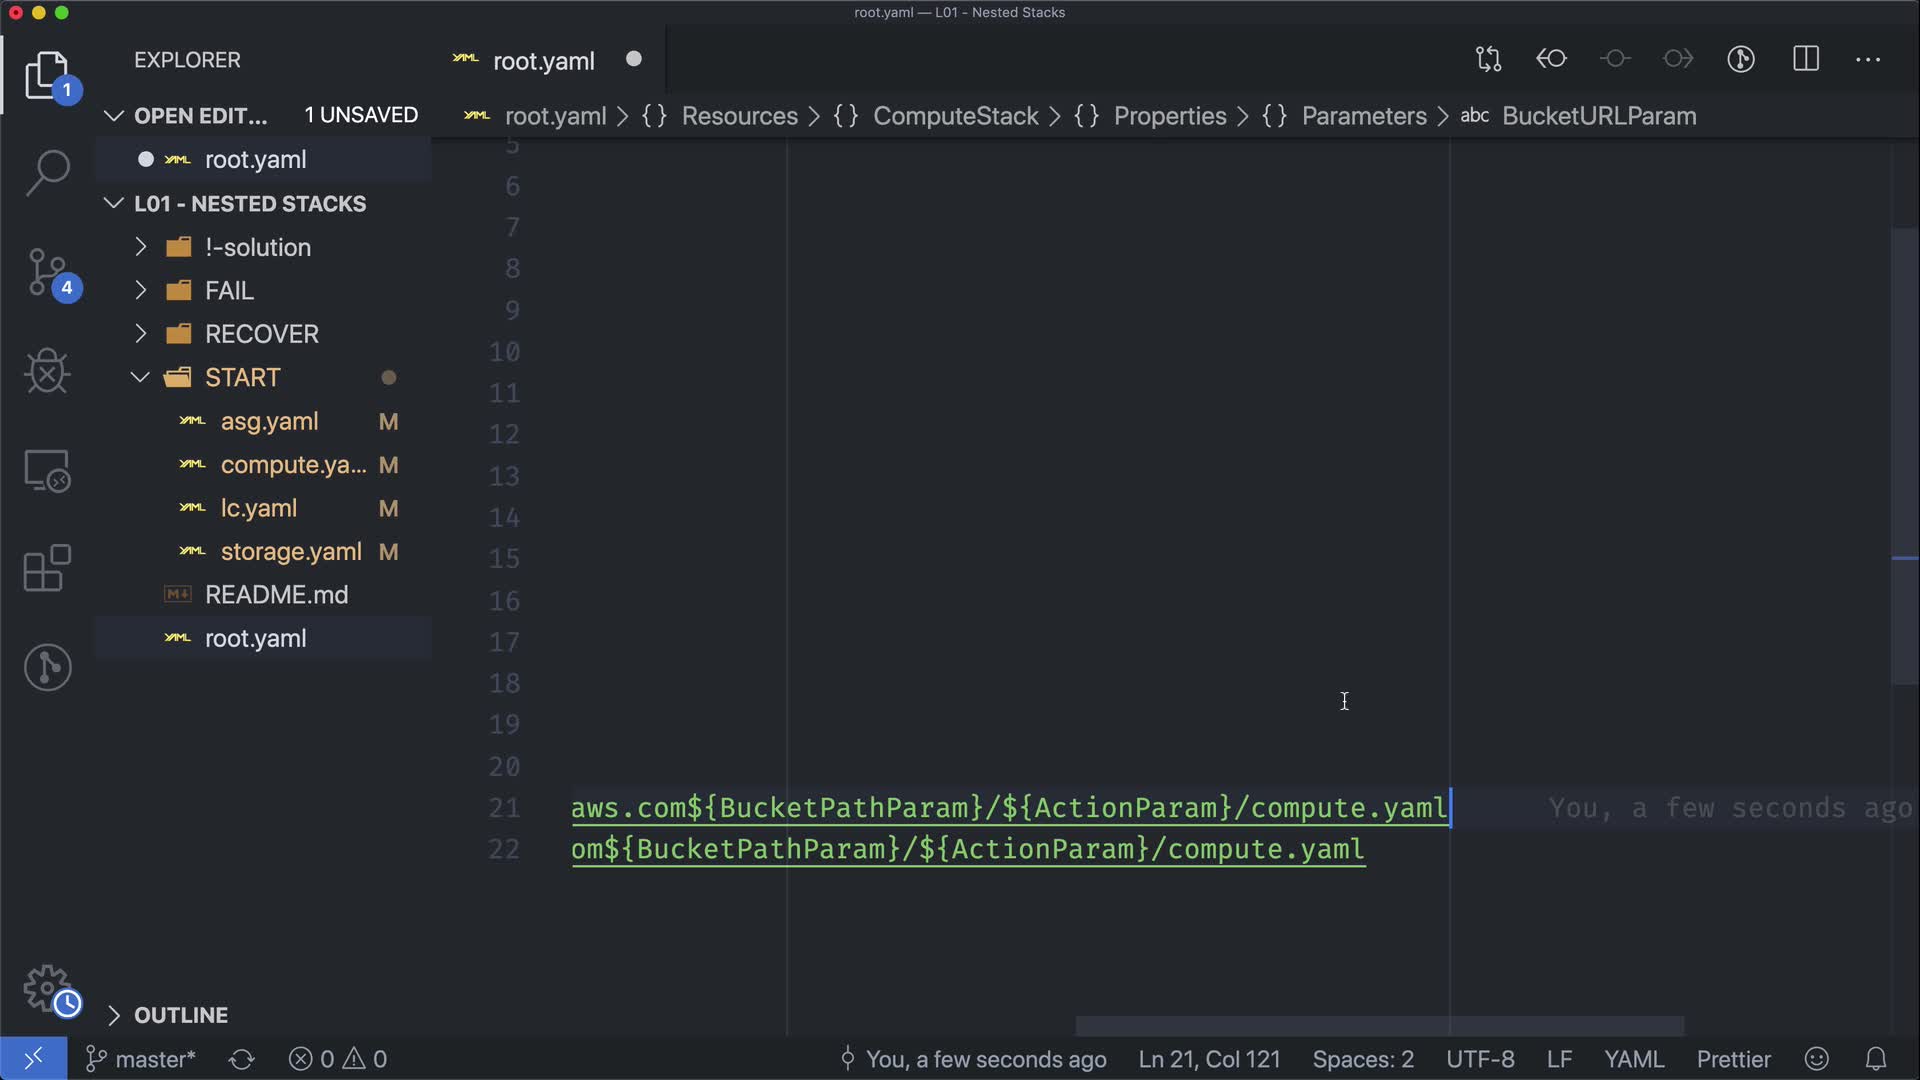 root.yaml — L01 - Nested Stacks
EXPLORER
root.yaml
1
OPEN EDIT... 1 UNSAVED
root.yaml > {} Resources > {} ComputeStack > {} Properties > {} Parameters > abc BucketURLParam
root.yaml
L01 - NESTED STACKS
!-solution
4
FAIL
RECOVER
START
asg.yaml M
compute.ya... M
lc.yaml M
storage.yaml M
README.md
root.yaml
5
6
7
8
9
10
11
12
13
14
15
16
17
18
19
20
21 aws.com${BucketPathParam}/${ActionParam}/compute.yaml You, a few seconds ago
22 om${BucketPathParam}/${ActionParam}/compute.yaml
OUTLINE
master* 0 0 You, a few seconds ago Ln 21, Col 121 Spaces: 2 UTF-8 LF YAML Prettier